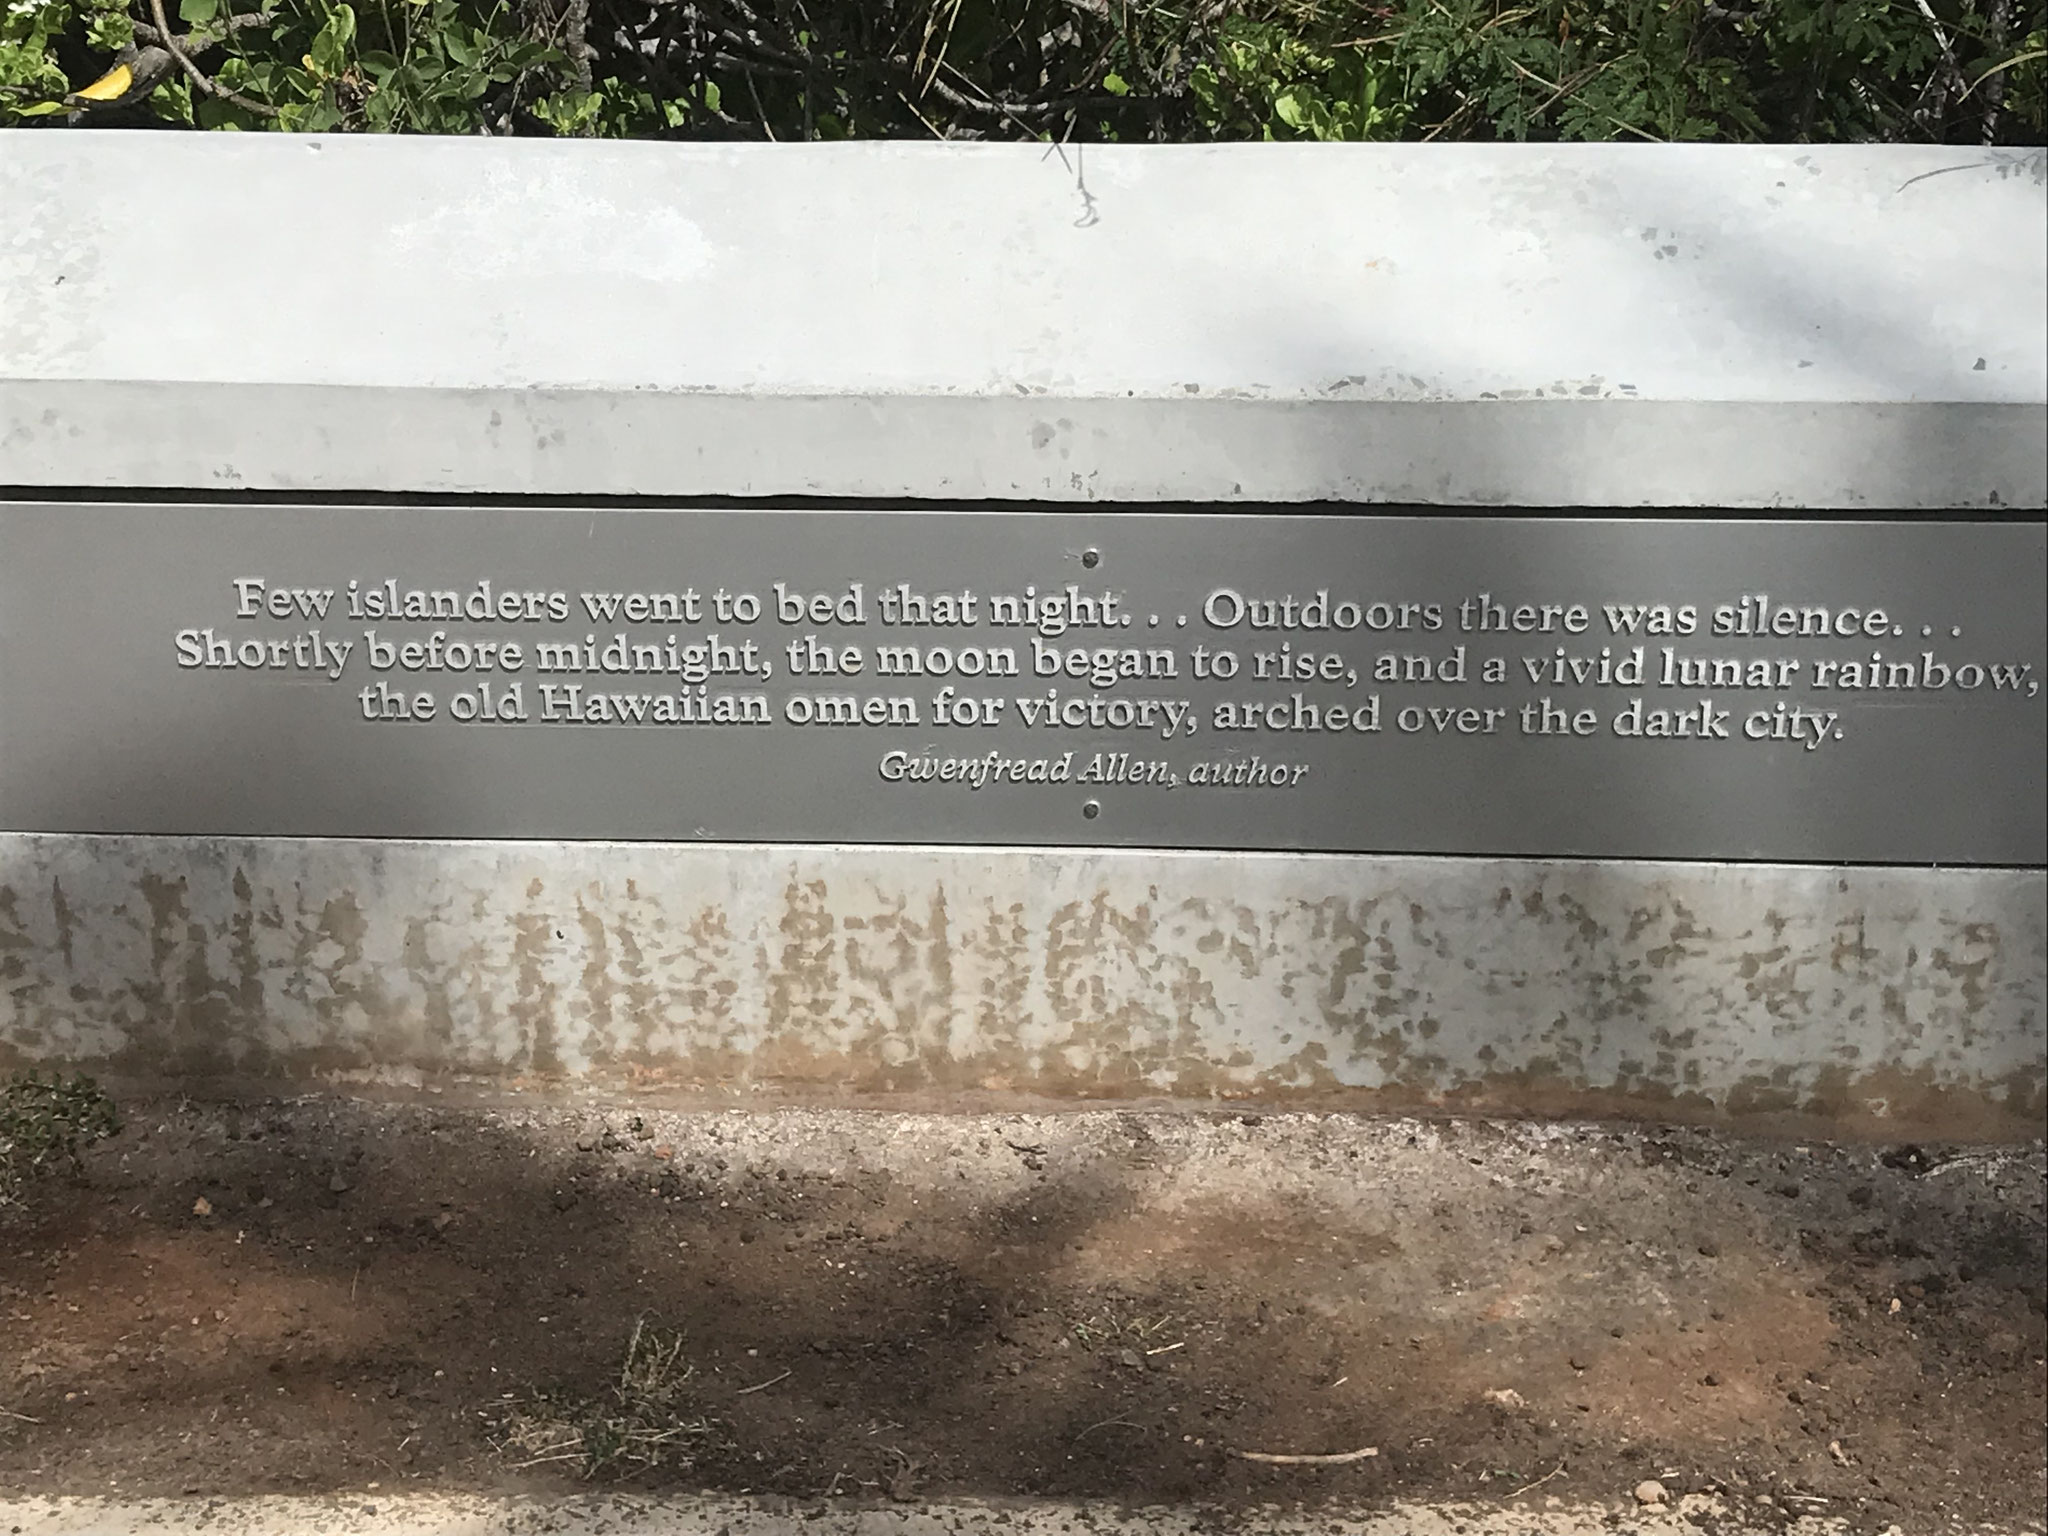 Few islanders went to bed that night. . . Outdoors there was silence. . .
Shortly before midnight, the moon began to rise, and a vivid lunar rainbow,
the old Hawaiian omen for victory, arched over the dark city.
Gwenfread Allen, author